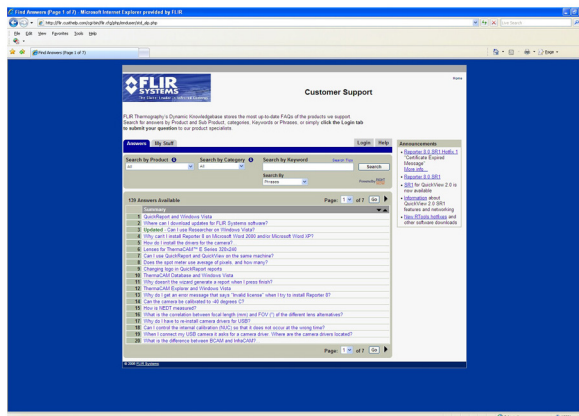 Find Answers (Page 1 of 7) - Microsoft Internet Explorer provided by FLIR
File Edit View Favorites Tools Help
Find Answers (Page 1 of 7)
Home
FLIR
SYSTEMS
Customer Support
FLIR Thermography's Dynamic Knowledgebase stores the most up-to-date FAQs of the products we support.
Search for answers by Product and Sub Product, categories, Keywords or Phrases, or simply click the Login tab
to submit your question to our product specialists
Answers My Stuff Login Help
Search by Product Search by Category Search by Keyword Search Tips
All All Search
Search By
Phrases
139 Answers Available Page: 1 of 7 Go
Summary
1 QuickReport and Windows Vista
2 Where can I download updates for FLIR Systems software?
3 Updated - Can I use Researcher on Windows Vista?
4 Why can't I install Reporter 8 on Microsoft Word 2000 and/or Microsoft Word XP?
5 How do I install the drivers for the camera?
6 Lenses for ThermaCAM™ E Series 320x240
7 Can I use QuickReport and QuickView on the same machine?
8 Does the spot meter use average of pixels, and how many?
9 Changing logo in QuickReport reports
10 ThermaCAM Database and Windows Vista
11 Why doesnt the wizard generate a report when I press finish?
12 ThermaCAM Explorer and Windows Vista
13 Why do I get an error message that says "Invalid license" when I try to install Reporter 8?
14 Can the camera be calibrated to -40 degrees C?
15 How is NEDT measured?
16 What is the correlation between focal length (mm) and FOV (°) of the different lens alternatives?
17 Why do I have to re-install camera drivers for USB?
18 Can I control the internal calibration (NUC) so that it does not occur at the wrong time?
19 When I connect my USB camera it asks for a camera driver. Where are the camera drivers located?
20 What is the difference between BCAM and InfraCAM?
Page: 1 of 7 Go
Announcements
Reporter 8.0 SR1 Hotfix 1
"Certificate Expired
Message"
More info...
Reporter 8.0 SR1
SR1 for QuickView 2.0 is
now available
Information about
QuickView 2.0 SR1
features and networking
New RTools hotfixes and
other software downloads
© 2006 FLIR Systems